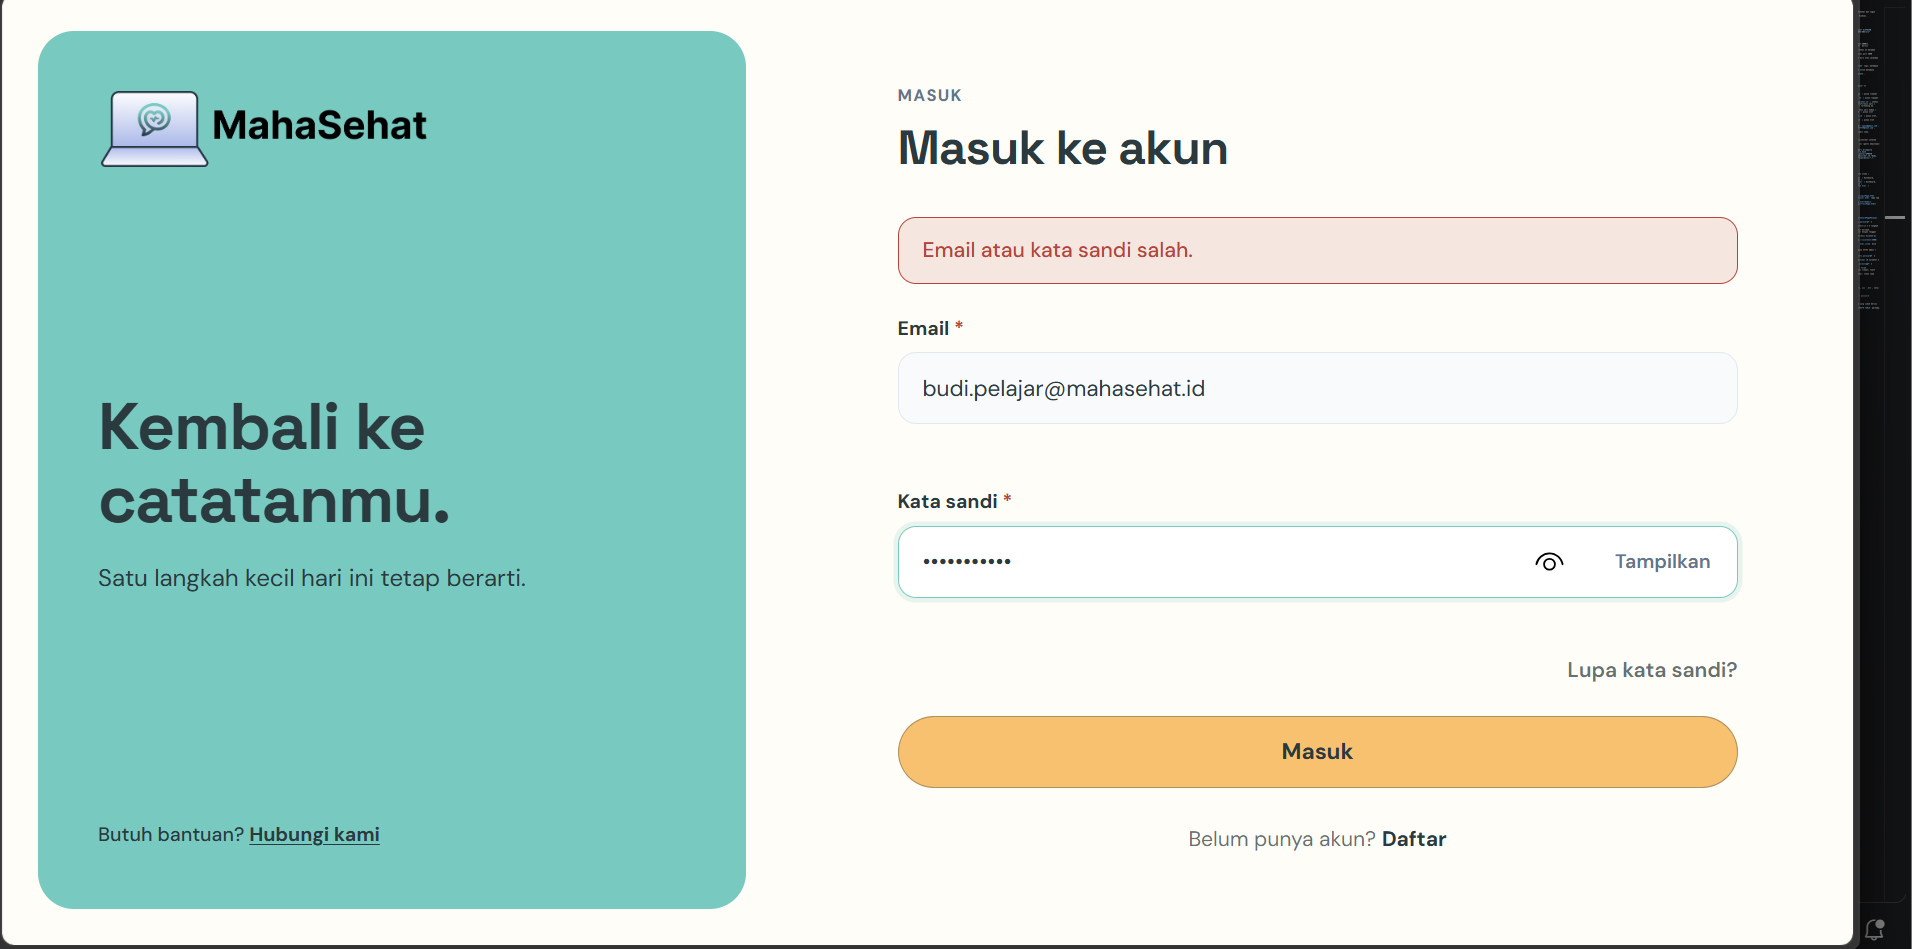 MahaSehat
Kembali ke
catatanmu.
Satu langkah kecil hari ini tetap berarti.
Butuh bantuan? Hubungi kami
MASUK
Masuk ke akun
Email atau kata sandi salah.
Email *
budi.pelajar@mahasehat.id
Kata sandi *
•••••••••••
Tampilkan
Lupa kata sandi?
Masuk
Belum punya akun? Daftar